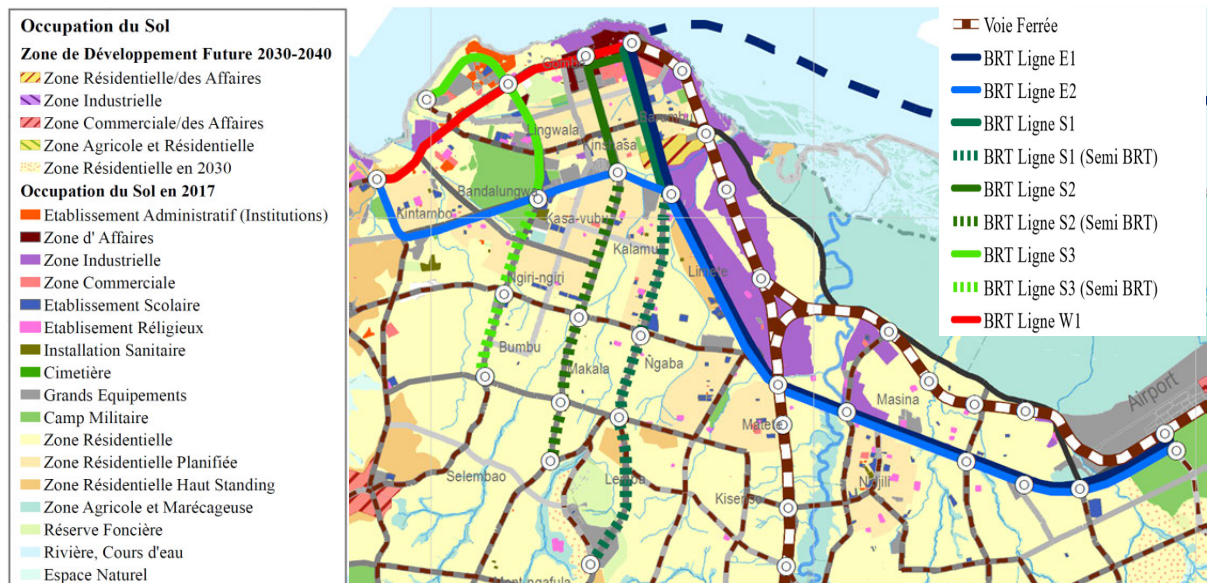 Occupation du Sol
Zone de Développement Future 2030-2040
Zone Résidentielle/des Affaires
Zone Industrielle
Zone Commerciale/des Affaires
Zone Agricole et Résidentielle
Zone Résidentielle en 2030
Occupation du Sol en 2017
Etablissement Administratif (Institutions)
Zone d' Affaires
Zone Industrielle
Zone Commerciale
Etablissement Scolaire
Etablisement Réligieux
Installation Sanitaire
Cimetière
Grands Equipements
Camp Militaire
Zone Résidentielle
Zone Résidentielle Planifiée
Zone Résidentielle Haut Standing
Zone Agricole et Marécageuse
Réserve Foncière
Rivière, Cours d'eau
Espace Naturel
Voie Ferrée
BRT Ligne E1
BRT Ligne E2
BRT Ligne S1
BRT Ligne S1 (Semi BRT)
BRT Ligne S2
BRT Ligne S2 (Semi BRT)
BRT Ligne S3
BRT Ligne S3 (Semi BRT)
BRT Ligne W1
Gombe
Barumbu
Lingwala
Kinshasa
Bandalungwa
Kintambo
Kasa-vubu
Kalamu
Limete
Ngiri-ngiri
Bumbu
Makala
Ngaba
Masina
Airport
Matete
Selembao
Lemba
Kisenso
Ndjili
Mont-ngafula